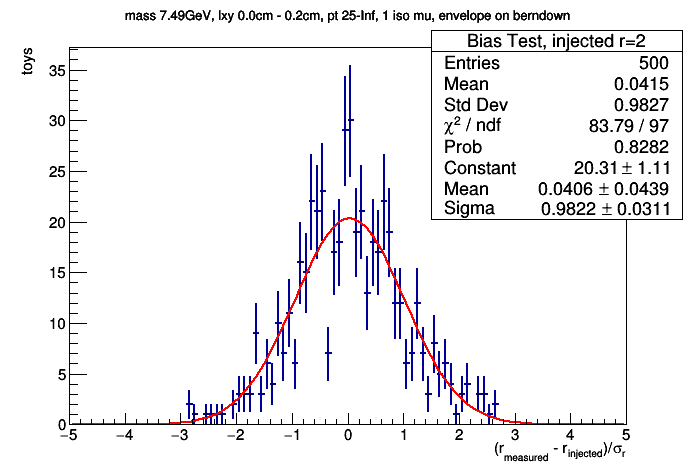 mass 7.49GeV, lxy 0.0cm - 0.2cm, pt 25-Inf, 1 iso mu, envelope on berndown
Bias Test, injected r=2
Entries 500
Mean 0.0415
Std Dev 0.9827
χ² / ndf 83.79 / 97
Prob 0.8282
Constant 20.31 ± 1.11
Mean 0.0406 ± 0.0439
Sigma 0.9822 ± 0.0311
toys
35
30
25
20
15
10
5
0
−5 −4 −3 −2 −1 0 1 2 3 4 5
(r_measured - r_injected)/σ_r